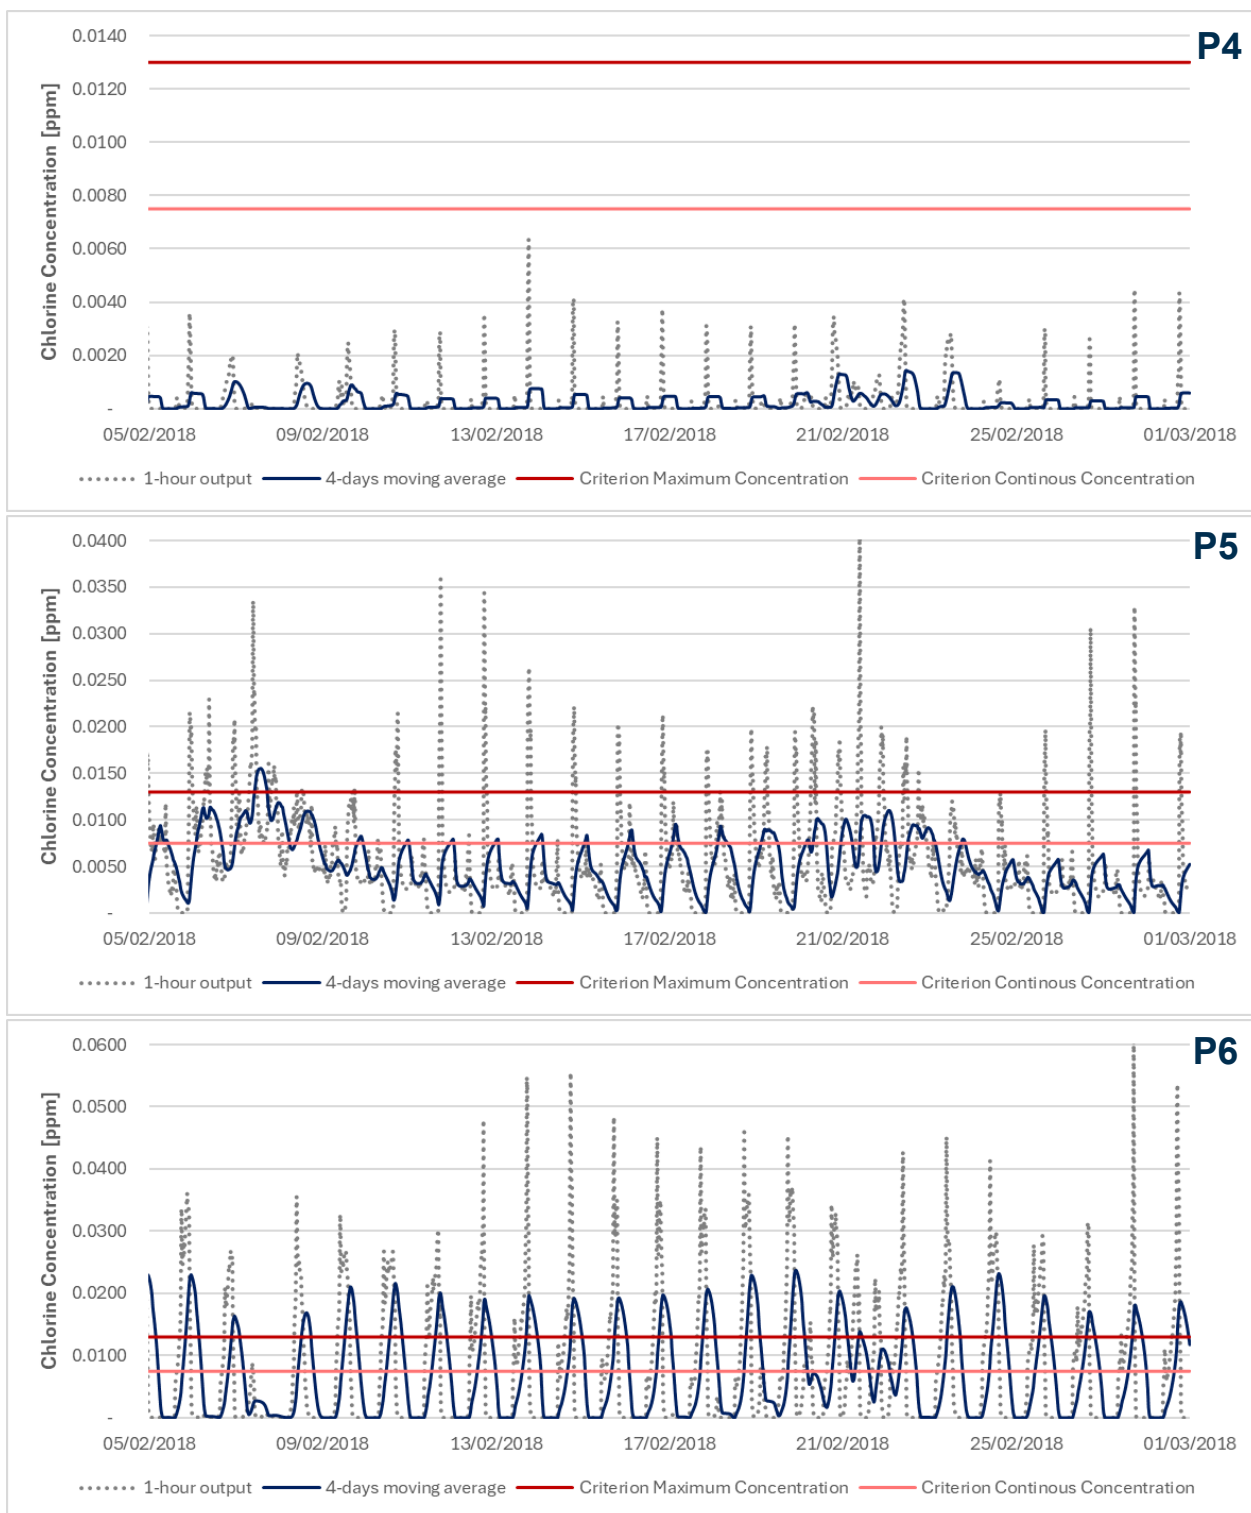 P4
0.0140
0.0120
0.0100
0.0080
0.0060
0.0040
0.0020
-
Chlorine Concentration [ppm]
05/02/2018 09/02/2018 13/02/2018 17/02/2018 21/02/2018 25/02/2018 01/03/2018
1-hour output 4-days moving average Criterion Maximum Concentration Criterion Continous Concentration
P5
0.0400
0.0350
0.0300
0.0250
0.0200
0.0150
0.0100
0.0050
-
Chlorine Concentration [ppm]
05/02/2018 09/02/2018 13/02/2018 17/02/2018 21/02/2018 25/02/2018 01/03/2018
1-hour output 4-days moving average Criterion Maximum Concentration Criterion Continous Concentration
P6
0.0600
0.0500
0.0400
0.0300
0.0200
0.0100
-
Chlorine Concentration [ppm]
05/02/2018 09/02/2018 13/02/2018 17/02/2018 21/02/2018 25/02/2018 01/03/2018
1-hour output 4-days moving average Criterion Maximum Concentration Criterion Continous Concentration